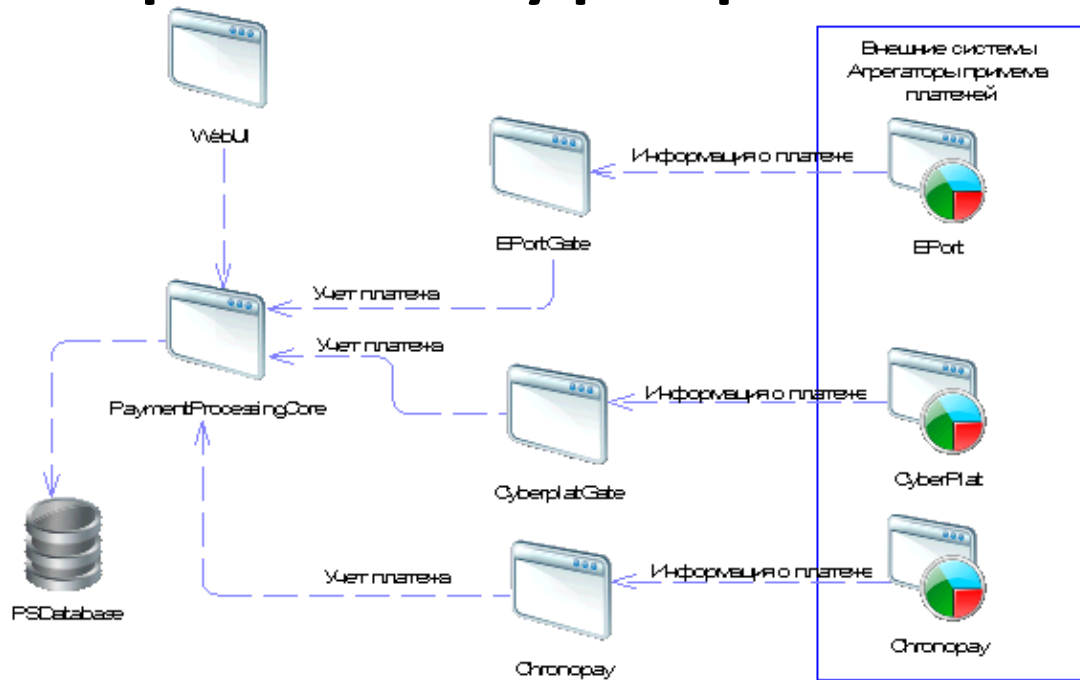 Внешние системы
Агрегаторы примема
платежей
WebUI
Информация о платеже
EPortGate
EPort
Учет платежа
Учет платежа
PaymentProcessingCore
Информация о платеже
CyberplatGate
CyberPlat
PSDatabase
Учет платежа
Информация о платеже
Chronopay
Chronopay